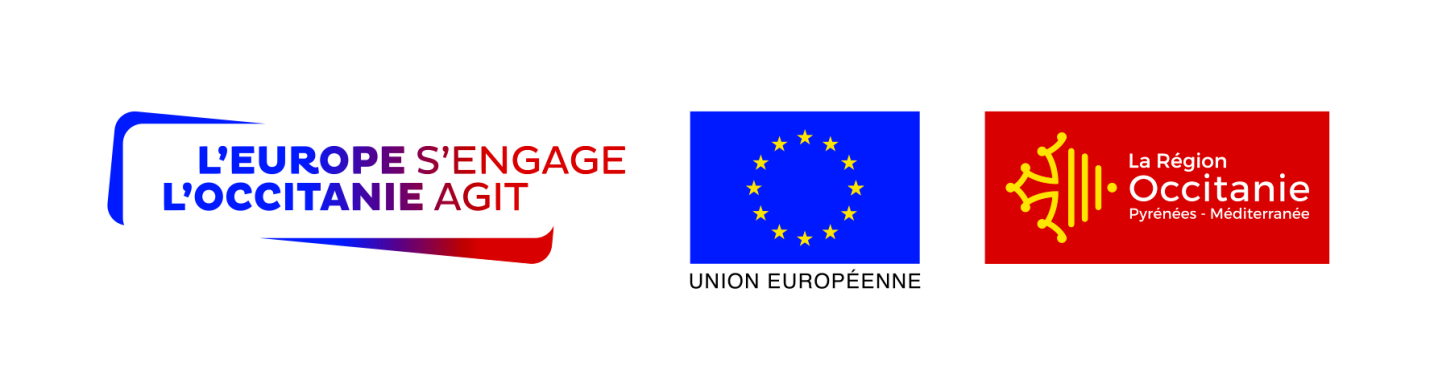 L'EUROPE S'ENGAGE
L'OCCITANIE AGIT
UNION EUROPÉENNE
La Région
Occitanie
Pyrénées - Méditerranée